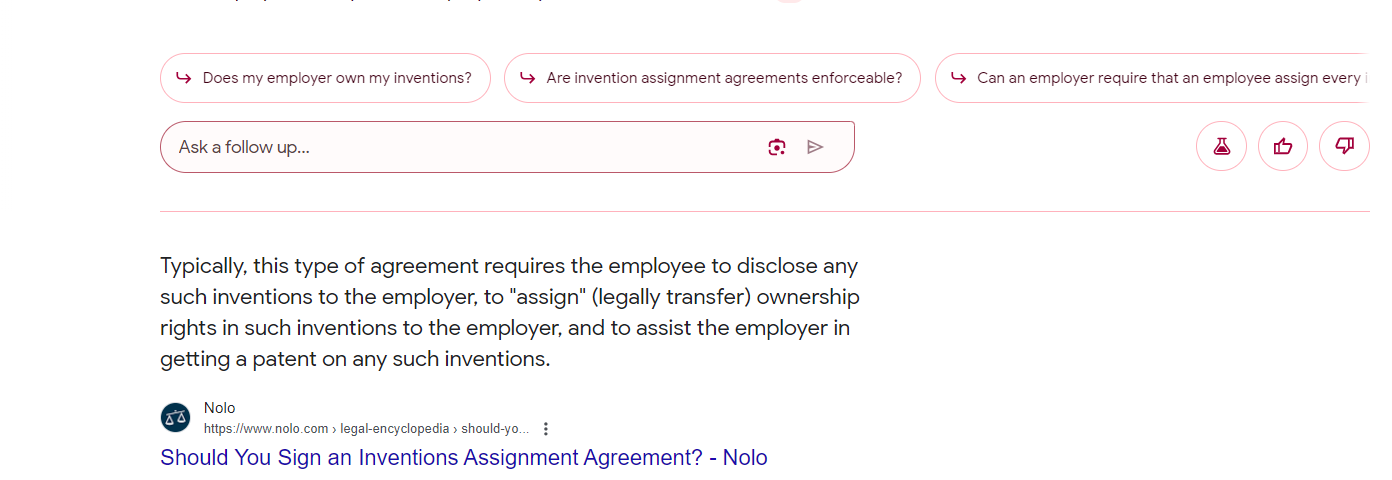 Does my employer own my inventions?
Are invention assignment agreements enforceable?
Can an employer require that an employee assign every
Ask a follow up...
Typically, this type of agreement requires the employee to disclose any
such inventions to the employer, to "assign" (legally transfer) ownership
rights in such inventions to the employer, and to assist the employer in
getting a patent on any such inventions.
Nolo
https://www.nolo.com › legal-encyclopedia › should-yo...
Should You Sign an Inventions Assignment Agreement? - Nolo